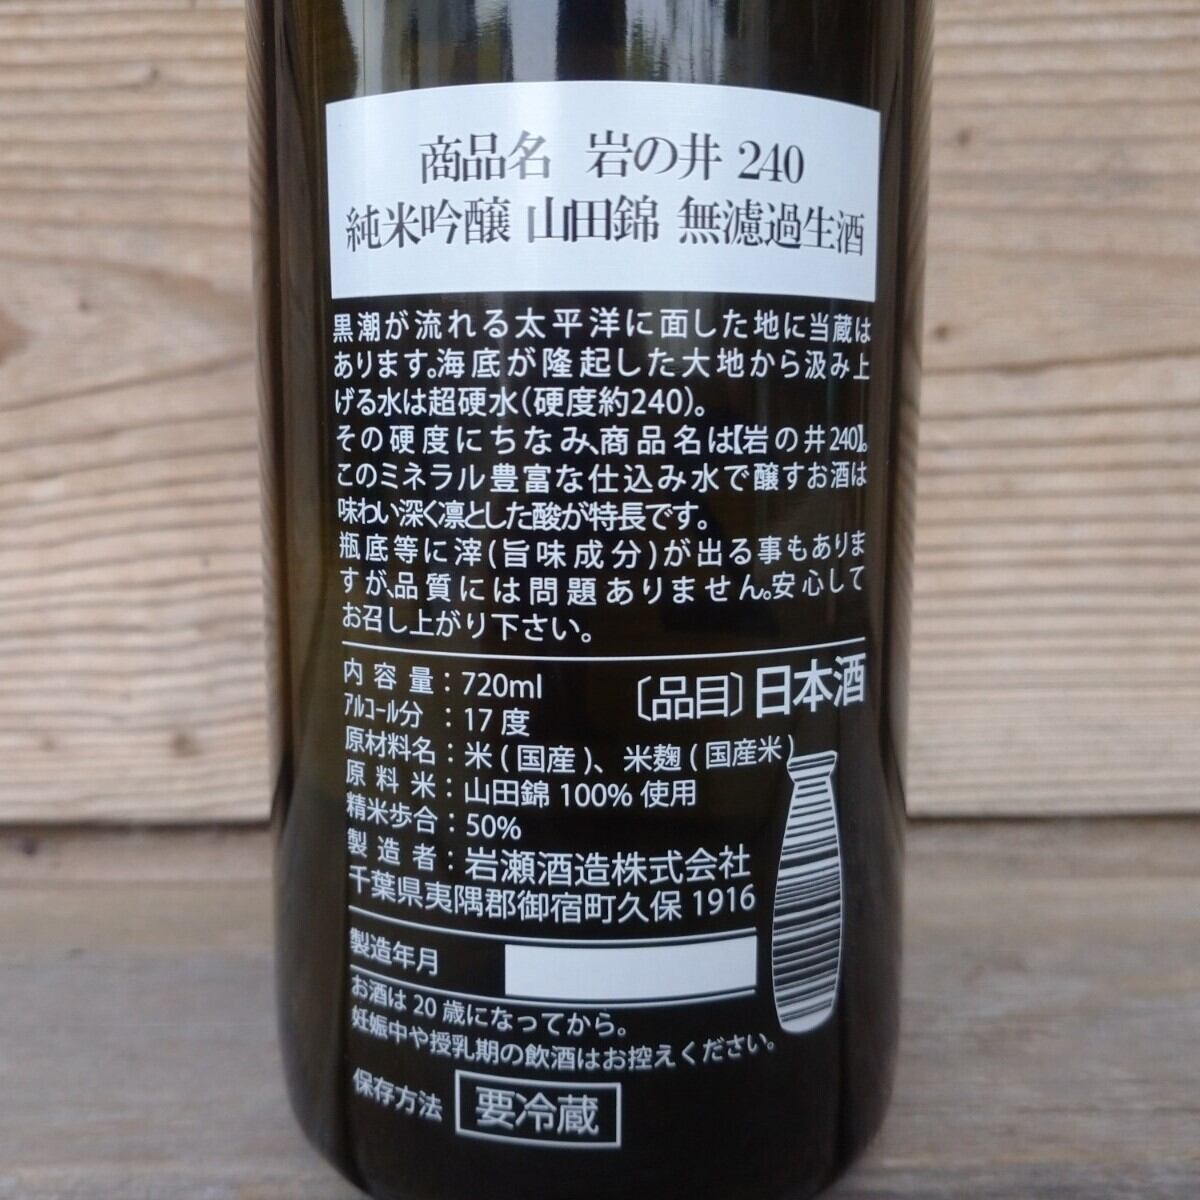 商品名 岩の井 240
純米吟醸 山田錦 無濾過生酒
黒潮が流れる太平洋に面した地に当蔵は
あります。海底が隆起した大地から汲み上
げる水は超硬水(硬度約240)。
その硬度にちなみ、商品名は【岩の井240】。
このミネラル豊富な仕込み水で醸すお酒は
味わい深く凛とした酸が特長です。
瓶底等に滓(旨味成分)が出る事もありま
すが、品質には問題ありません。安心して
お召し上がり下さい。
内容量:720ml 〔品目〕日本酒
アルコール分:17度
原材料名:米(国産)、米麹(国産米)
原料米:山田錦100%使用
精米歩合:50%
製造者:岩瀬酒造株式会社
千葉県夷隅郡御宿町久保1916
製造年月
お酒は20歳になってから。
妊娠中や授乳期の飲酒はお控えください。
保存方法 要冷蔵